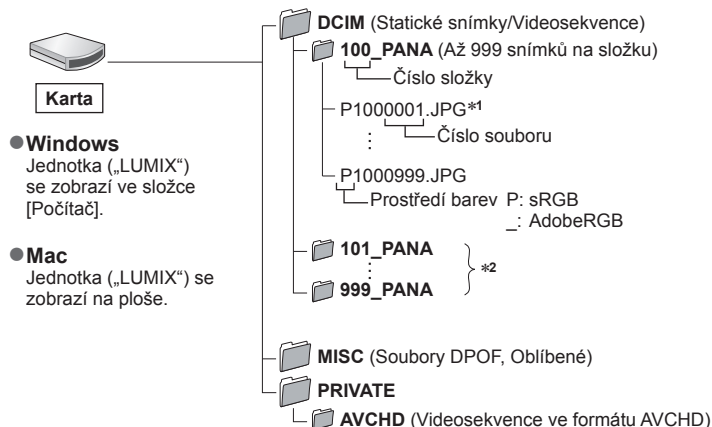 Karta
●Windows
Jednotka („LUMIX“)
se zobrazí ve složce
[Počítač].
●Mac
Jednotka („LUMIX“) se
zobrazí na ploše.
DCIM (Statické snímky/Videosekvence)
100_PANA (Až 999 snímků na složku)
Číslo složky
P1000001.JPG*1
Číslo souboru
P1000999.JPG
Prostředí barev P: sRGB
_: AdobeRGB
101_PANA
*2
999_PANA
MISC (Soubory DPOF, Oblíbené)
PRIVATE
AVCHD (Videosekvence ve formátu AVCHD)